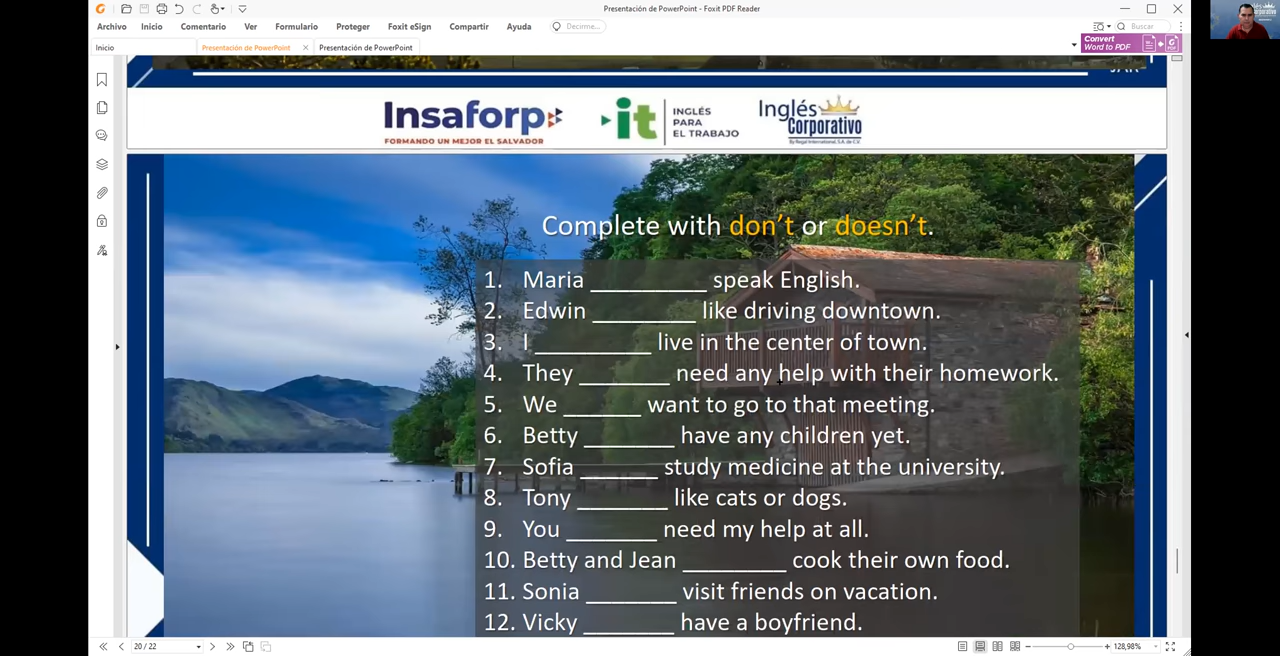 Presentación de PowerPoint - Foxit PDF Reader
Archivo Inicio Comentario Ver Formulario Proteger Foxit eSign Compartir Ayuda Decirme... Buscar
Inicio Presentación de PowerPoint Presentación de PowerPoint
Convert
Word to PDF
Insaforp
FORMANDO UN MEJOR EL SALVADOR
it
INGLÉS
PARA
EL TRABAJO
Inglés
Corporativo
By Regal International, S.A. de C.V.
Complete with don't or doesn't.
1. Maria __________ speak English.
2. Edwin _________ like driving downtown.
3. I __________ live in the center of town.
4. They ________ need any help with their homework.
5. We _______ want to go to that meeting.
6. Betty ________ have any children yet.
7. Sofia _______ study medicine at the university.
8. Tony ________ like cats or dogs.
9. You ________ need my help at all.
10. Betty and Jean _________ cook their own food.
11. Sonia ________ visit friends on vacation.
12. Vicky ________ have a boyfriend.
20 / 22 128,98%